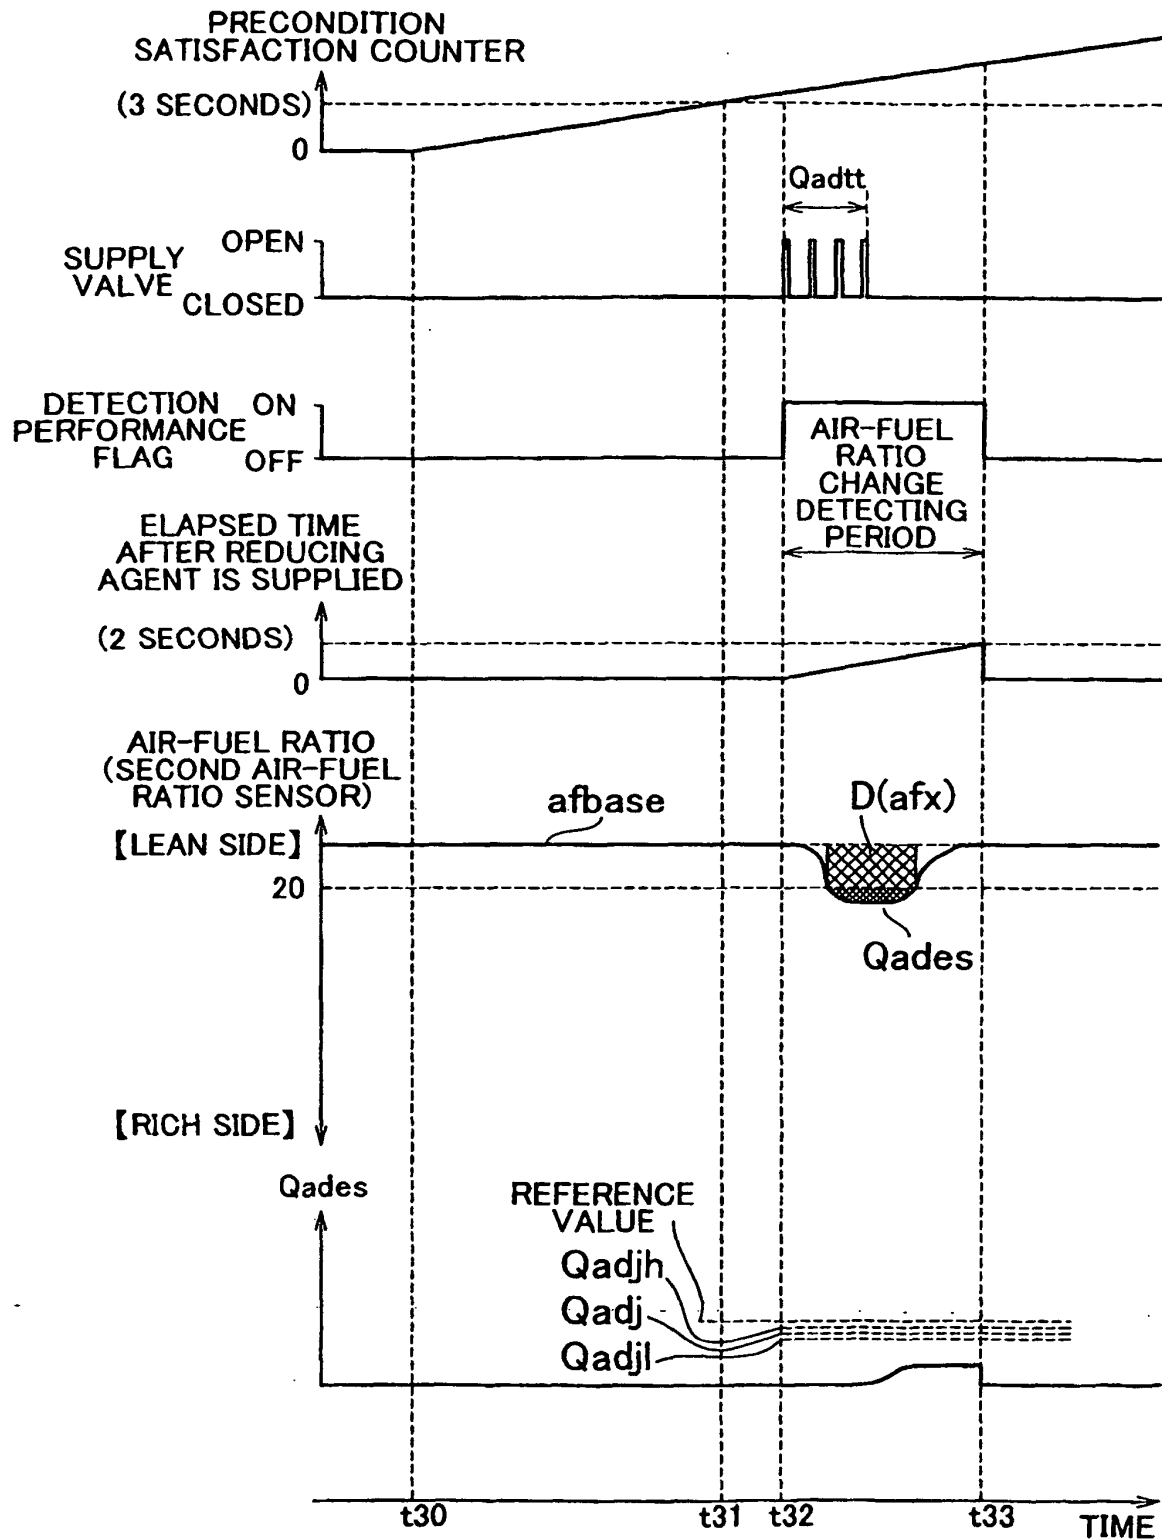 PRECONDITION
SATISFACTION COUNTER
(3 SECONDS)
0
Qadtt
SUPPLY
VALVE
OPEN
CLOSED
DETECTION
PERFORMANCE
FLAG
ON
OFF
AIR-FUEL
RATIO
CHANGE
DETECTING
PERIOD
ELAPSED TIME
AFTER REDUCING
AGENT IS SUPPLIED
(2 SECONDS)
0
AIR-FUEL RATIO
(SECOND AIR-FUEL
RATIO SENSOR)
afbase
D(afx)
【LEAN SIDE】
20
Qades
【RICH SIDE】
Qades
REFERENCE
VALUE
Qadjh
Qadj
Qadjl
t30
t31
t32
t33
TIME